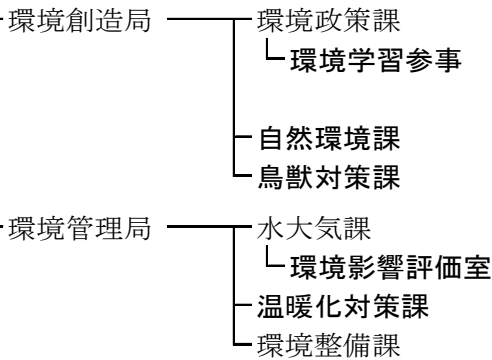 環境創造局 環境政策課
環境学習参事
自然環境課
鳥獣対策課
環境管理局 水大気課
環境影響評価室
温暖化対策課
環境整備課